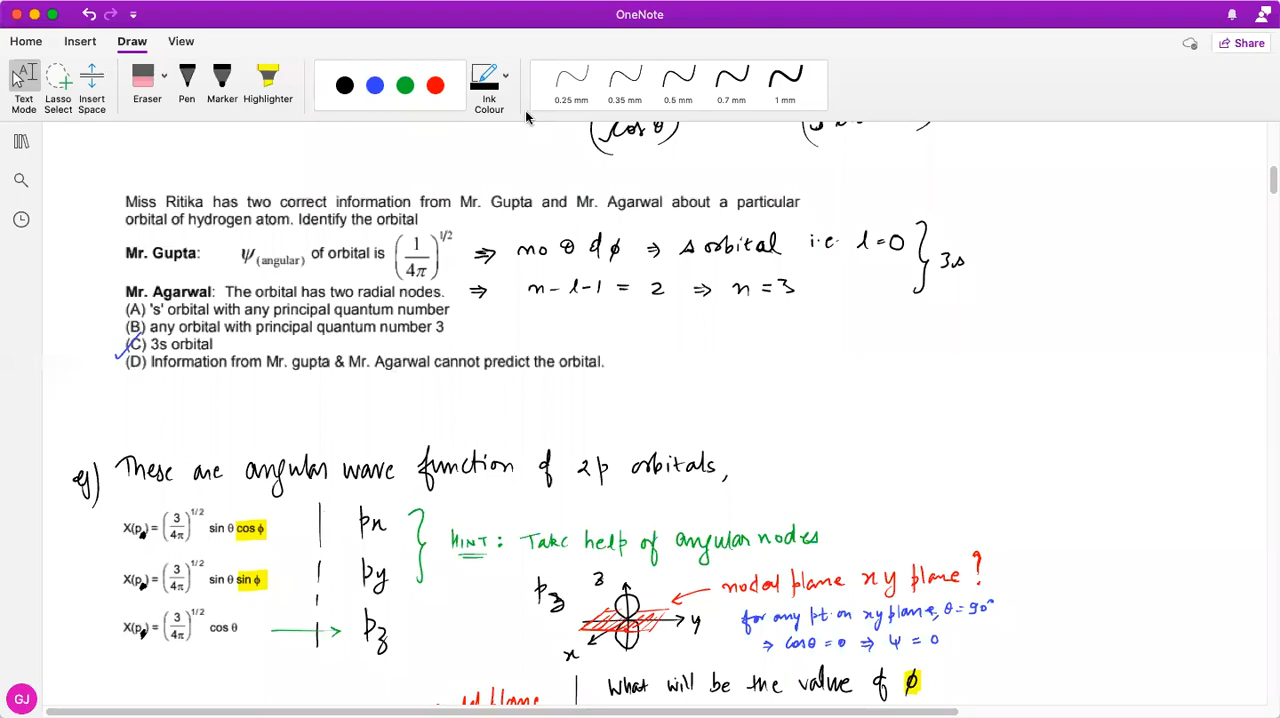 OneNote
Home Insert Draw View Share
Text Mode Lasso Select Insert Space Eraser Pen Marker Highlighter Ink Colour 0.25 mm 0.35 mm 0.5 mm 0.7 mm 1 mm
cos θ
Miss Ritika has two correct information from Mr. Gupta and Mr. Agarwal about a particular
orbital of hydrogen atom. Identify the orbital
Mr. Gupta: ψ(angular) of orbital is (1/4π)^1/2 ⇒ no θ d φ ⇒ s orbital i.e. l = 0 } 3s
Mr. Agarwal: The orbital has two radial nodes. ⇒ n - l - 1 = 2 ⇒ n = 3
(A) 's' orbital with any principal quantum number
(B) any orbital with principal quantum number 3
(C) 3s orbital
(D) Information from Mr. gupta & Mr. Agarwal cannot predict the orbital.
eg) These are angular wave function of 2p orbitals,
X(p) = (3/4π)^1/2 sin θ cos φ | px
HINT: Take help of angular nodes
X(p) = (3/4π)^1/2 sin θ sin φ | py
pz z nodal plane xy plane ?
X(p) = (3/4π)^1/2 cos θ → pz
y x
for any pt on xy plane, θ = 90°
⇒ cos θ = 0 ⇒ ψ = 0
What will be the value of φ
plane
GJ